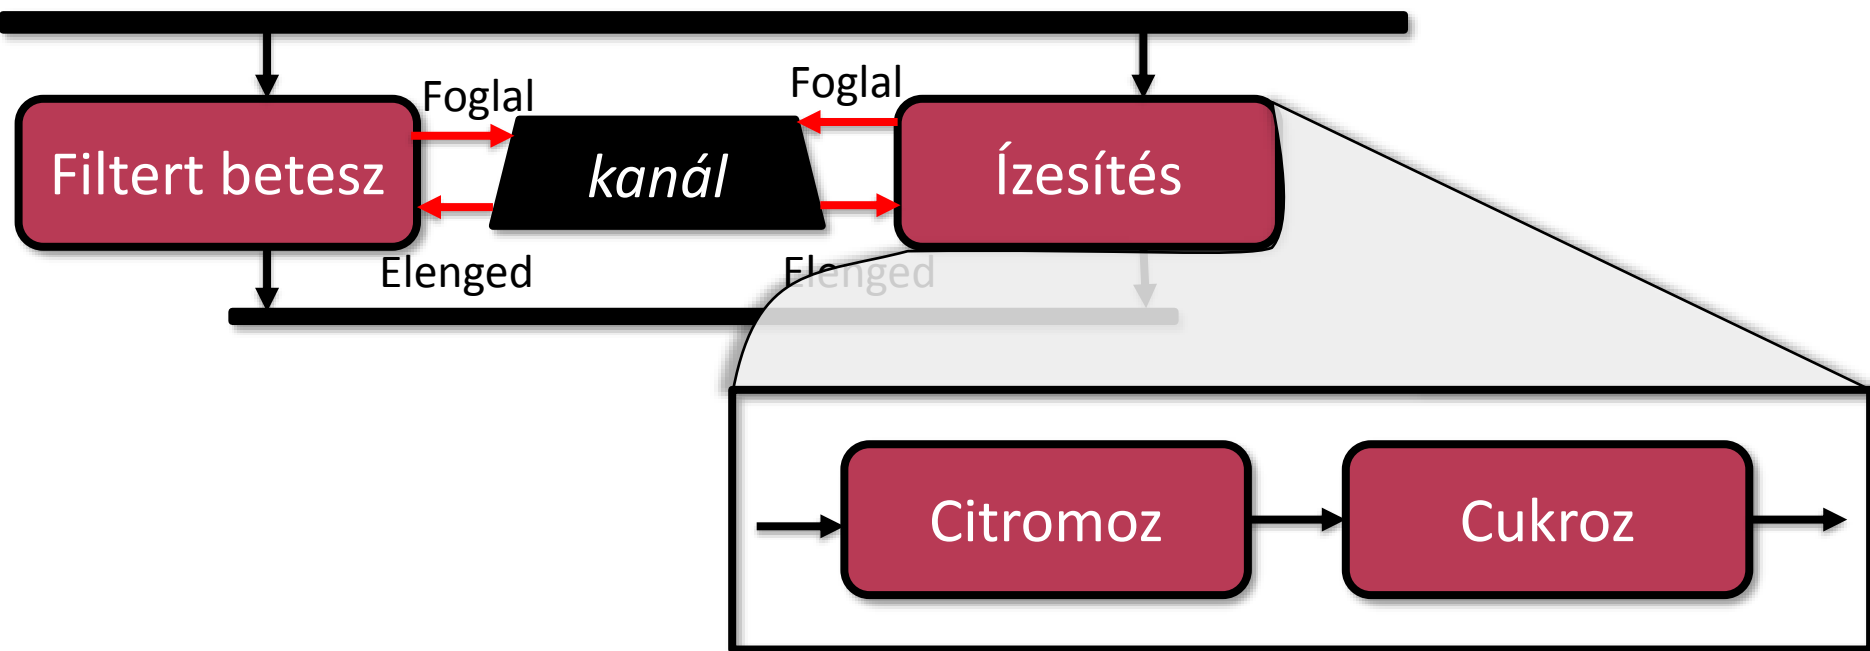 Foglal
Foglal
Filtert betesz
kanál
Ízesítés
Elenged
Elenged
Citromoz
Cukroz